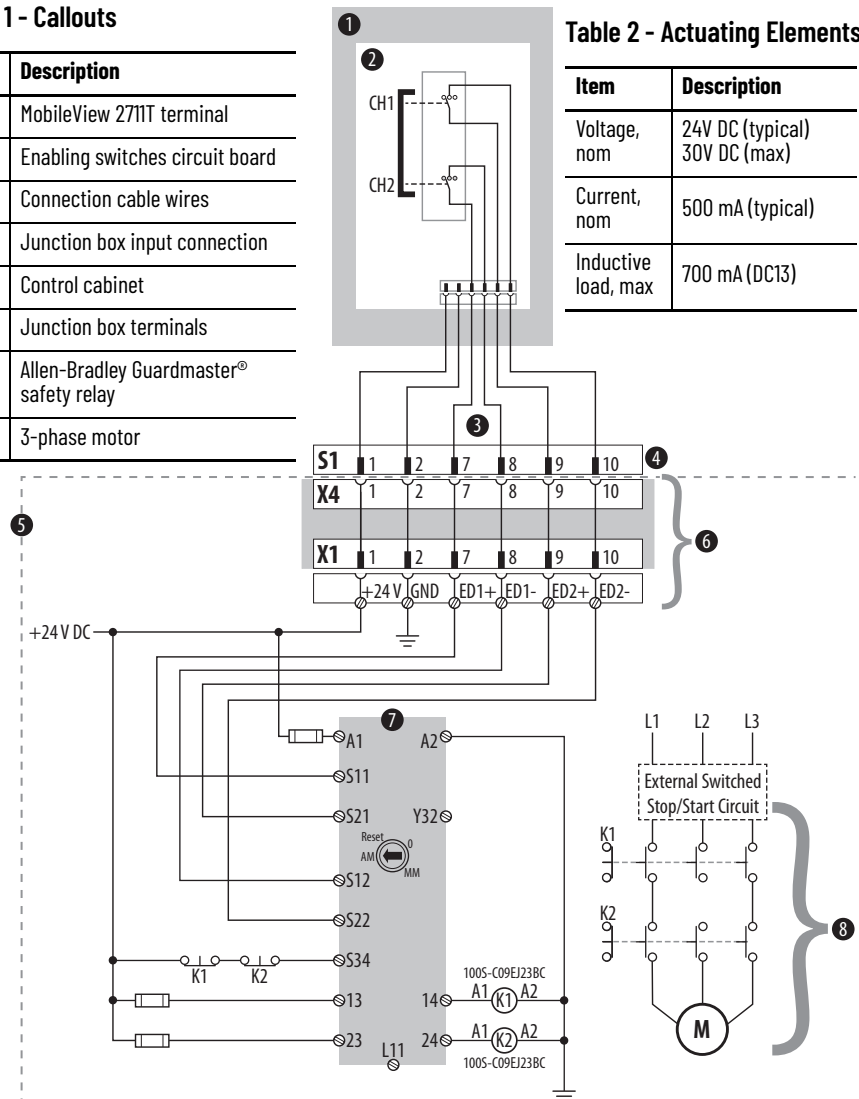 1 - Callouts
Description
MobileView 2711T terminal
Enabling switches circuit board
Connection cable wires
Junction box input connection
Control cabinet
Junction box terminals
Allen-Bradley Guardmaster®
safety relay
3-phase motor
1
2
CH1
CH2
Table 2 - Actuating Elements
Item Description
Voltage, nom
24V DC (typical)
30V DC (max)
Current, nom
500 mA (typical)
Inductive load, max
700 mA (DC13)
3
S1 1 2 7 8 9 10 4
X4 1 2 7 8 9 10
5
6
X1 1 2 7 8 9 10
+24 V GND ED1+ ED1- ED2+ ED2-
+24 V DC
7
A1 A2
S11
S21 Y32
Reset 0
AM MM
S12
S22
S34
K1 K2
13 14
23 24
L11
100S-C09EJ23BC
A1 K1 A2
A1 K2 A2
100S-C09EJ23BC
L1 L2 L3
External Switched
Stop/Start Circuit
K1
K2
8
M